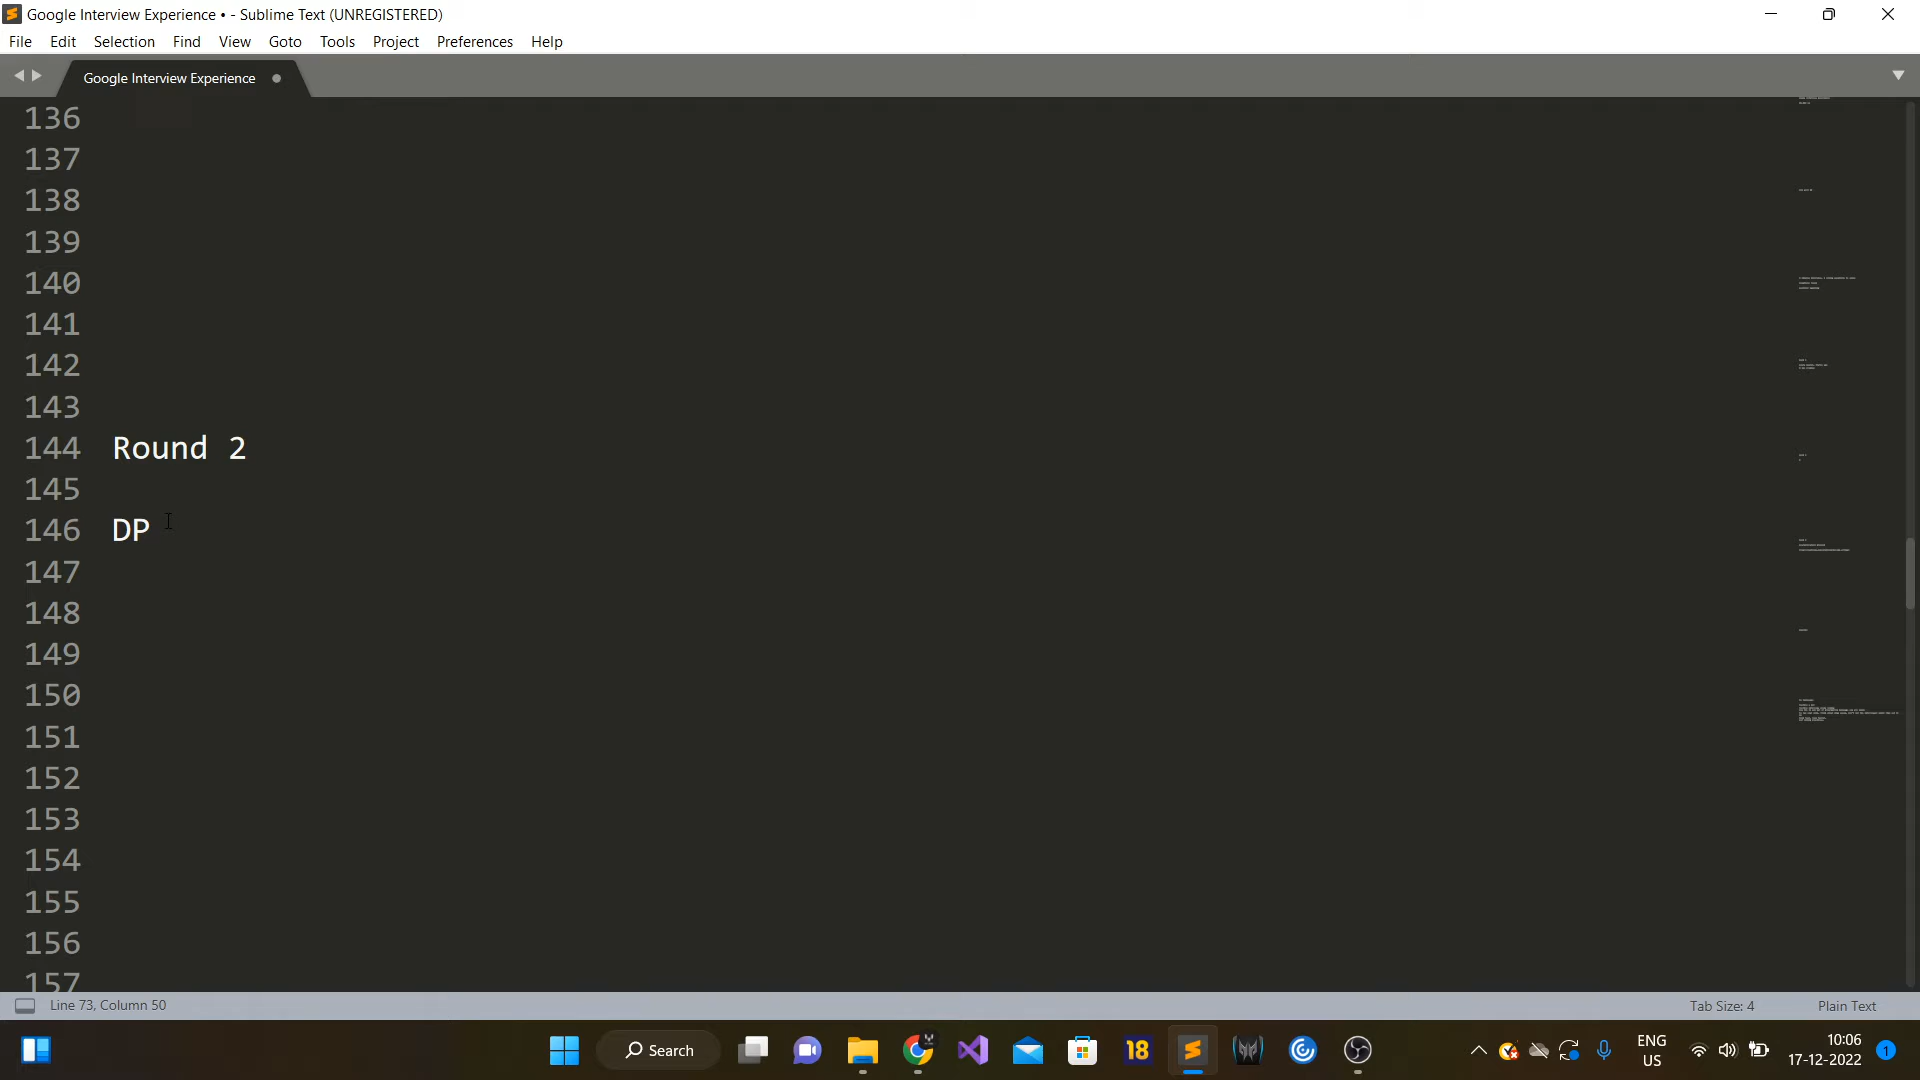 Google Interview Experience • - Sublime Text (UNREGISTERED)
File Edit Selection Find View Goto Tools Project Preferences Help
Google Interview Experience
136
137
138
139
140
141
142
143
144 Round 2
145
146 DP
147
148
149
150
151
152
153
154
155
156
157
Line 73, Column 50
Tab Size: 4
Plain Text
Search
18
ENG
US
10:06
17-12-2022
1